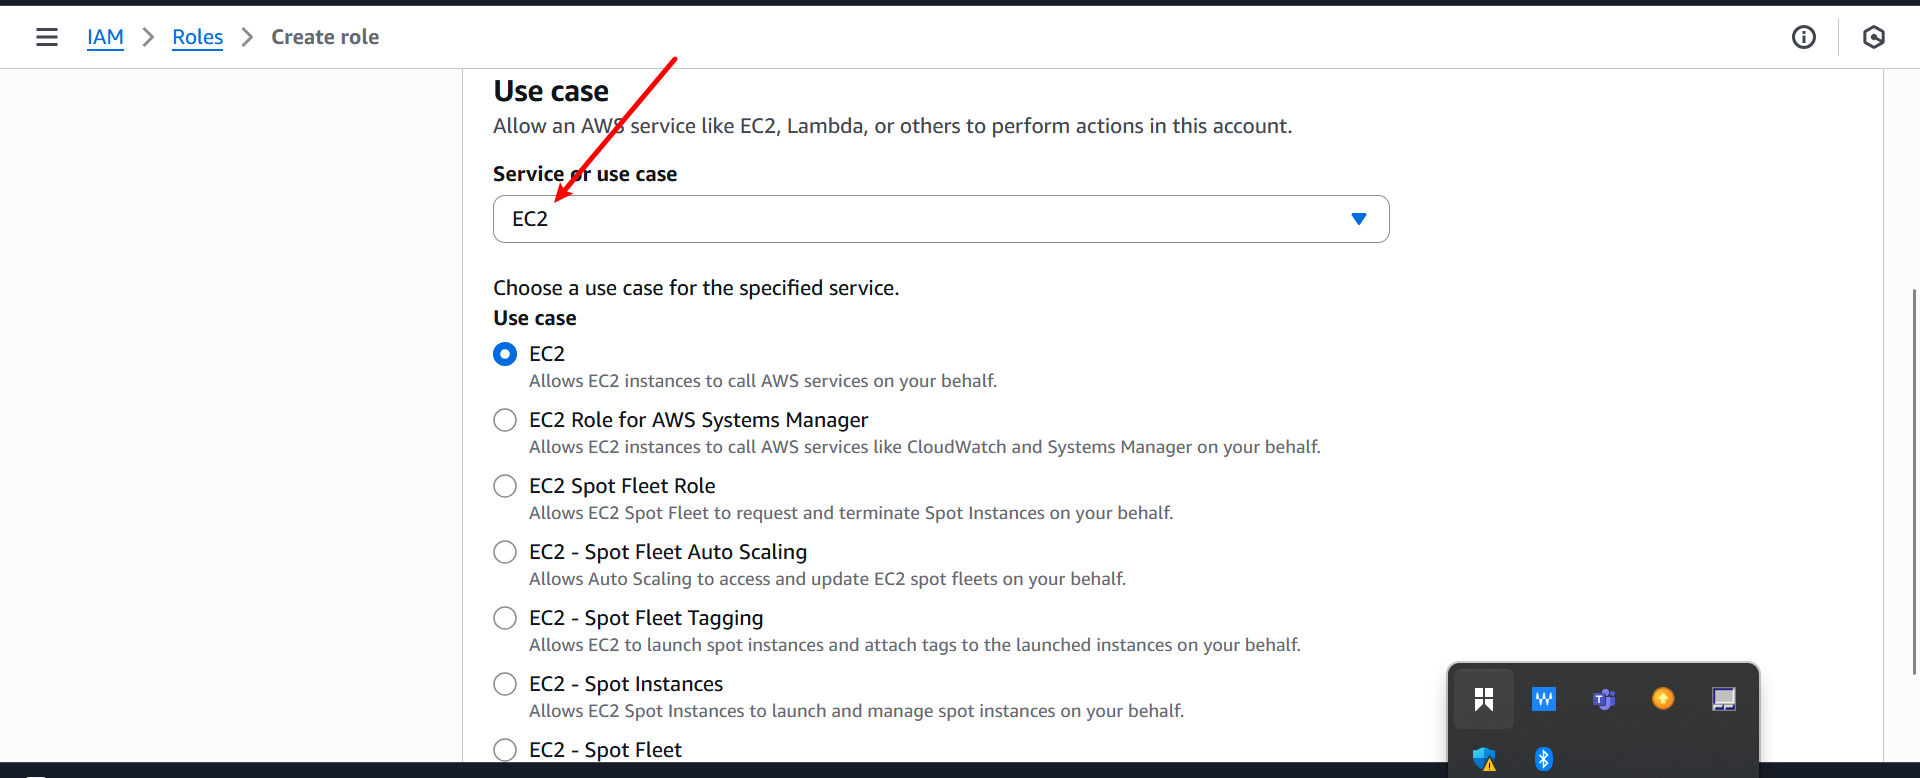 IAM > Roles > Create role
Use case
Allow an AWS service like EC2, Lambda, or others to perform actions in this account.
Service or use case
EC2
Choose a use case for the specified service.
Use case
EC2
Allows EC2 instances to call AWS services on your behalf.
EC2 Role for AWS Systems Manager
Allows EC2 instances to call AWS services like CloudWatch and Systems Manager on your behalf.
EC2 Spot Fleet Role
Allows EC2 Spot Fleet to request and terminate Spot Instances on your behalf.
EC2 - Spot Fleet Auto Scaling
Allows Auto Scaling to access and update EC2 spot fleets on your behalf.
EC2 - Spot Fleet Tagging
Allows EC2 to launch spot instances and attach tags to the launched instances on your behalf.
EC2 - Spot Instances
Allows EC2 Spot Instances to launch and manage spot instances on your behalf.
EC2 - Spot Fleet